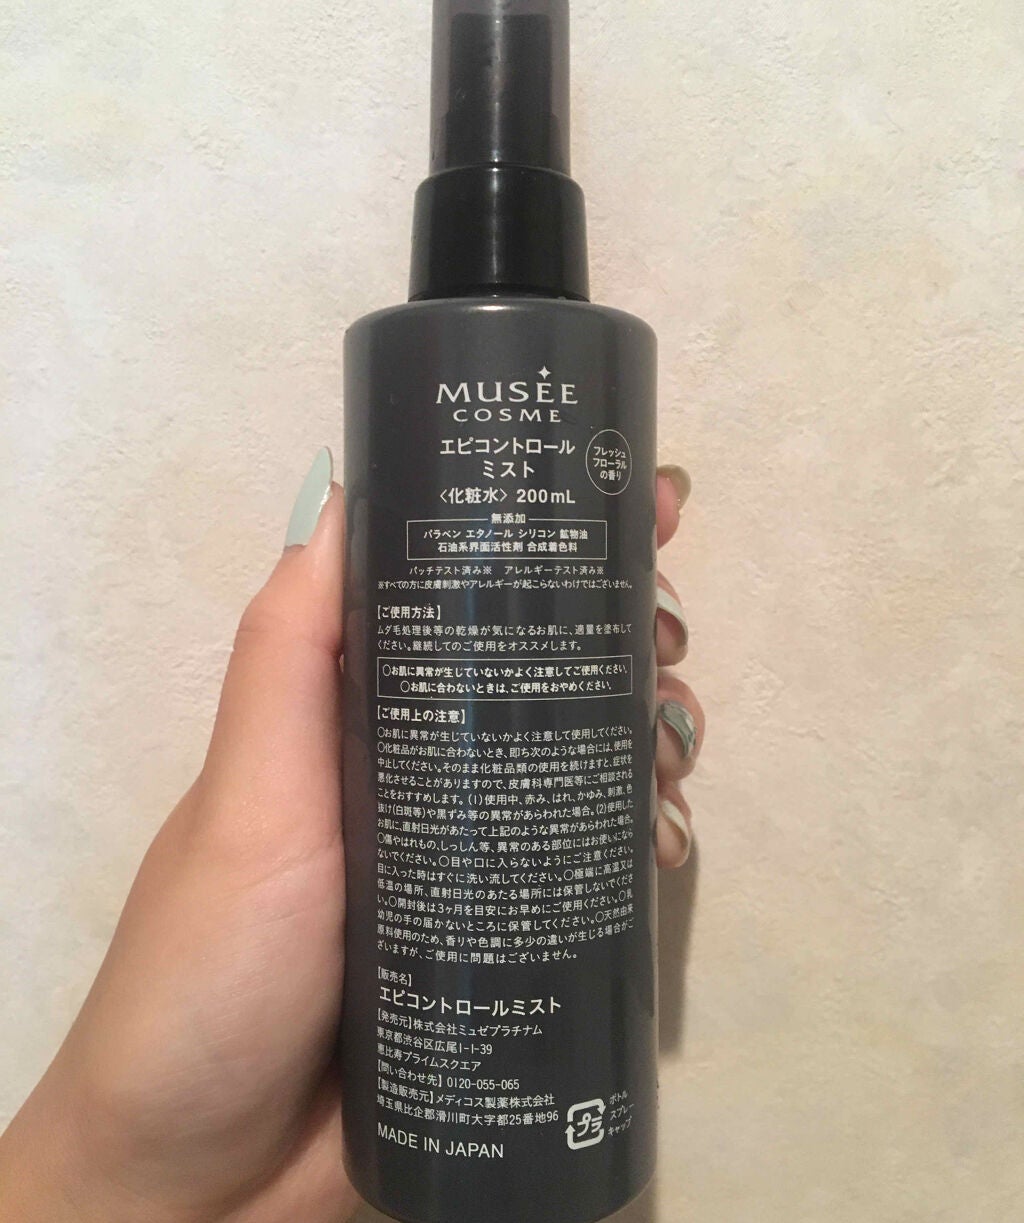 MUSÉE
COSME
エピコントロール
ミスト
フレッシュ
フローラル
の香り
〈化粧水〉 200mL
無添加
パラベン エタノール シリコン 鉱物油
石油系界面活性剤 合成着色料
パッチテスト済み※ アレルギーテスト済み※
※すべての方に皮膚刺激やアレルギーが起こらないわけではございません。
【ご使用方法】
ムダ毛処理後等の乾燥が気になるお肌に、適量を塗布して
ください。継続してのご使用をオススメします。
○お肌に異常が生じていないかよく注意してご使用ください。
○お肌に合わないときは、ご使用をおやめください。
【ご使用上の注意】
○お肌に異常が生じていないかよく注意して使用してください。
○化粧品がお肌に合わないとき、即ち次のような場合には、使用を
中止してください。そのまま化粧品類の使用を続けますと、症状を
悪化させることがありますので、皮膚科専門医等にご相談される
ことをおすすめします。(1)使用中、赤み、はれ、かゆみ、刺激、色
抜け(白斑等)や黒ずみ等の異常があらわれた場合。(2)使用した
お肌に、直射日光があたって上記のような異常があらわれた場合。
○傷やはれもの、しっしん等、異常のある部位にはお使いになら
ないでください。○目や口に入らないようにご注意ください。
目に入った時はすぐに洗い流してください。○極端に高温又は
低温の場所、直射日光のあたる場所には保管しないでくださ
い。○開封後は3ヶ月を目安にお早めにご使用ください。○乳
幼児の手の届かないところに保管してください。○天然由来
原料使用のため、香りや色調に多少の違いが生じる場合がご
ざいますが、ご使用に問題はございません。
【販売名】
エピコントロールミスト
【発売元】株式会社ミュゼプラチナム
東京都渋谷区広尾1-1-39
恵比寿プライムスクエア
【問い合わせ先】 0120-055-065
【製造販売元】メディコス製薬株式会社
埼玉県比企郡滑川町大字都25番地96
プラ
ボトル
スプレー
キャップ
MADE IN JAPAN